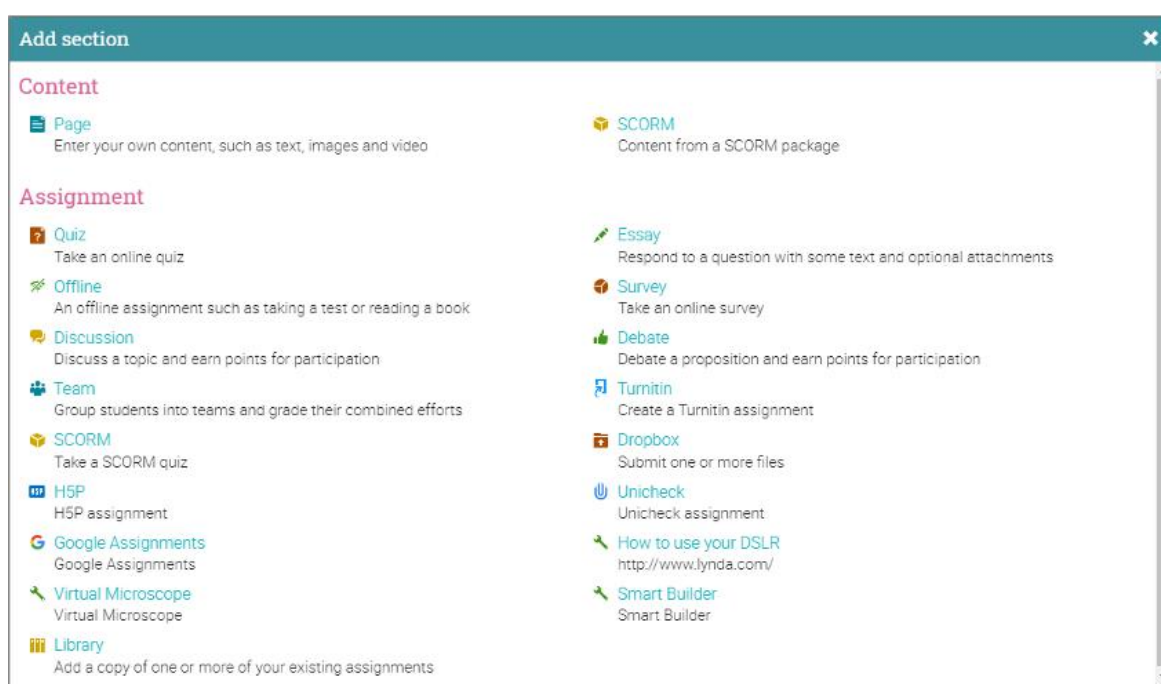 Add section
Content
Page
Enter your own content, such as text, images and video
SCORM
Content from a SCORM package
Assignment
Quiz
Take an online quiz
Essay
Respond to a question with some text and optional attachments
Offline
An offline assignment such as taking a test or reading a book
Survey
Take an online survey
Discussion
Discuss a topic and earn points for participation
Debate
Debate a proposition and earn points for participation
Team
Group students into teams and grade their combined efforts
Turnitin
Create a Turnitin assignment
SCORM
Take a SCORM quiz
Dropbox
Submit one or more files
H5P
H5P
H5P assignment
Unicheck
Unicheck assignment
Google Assignments
Google Assignments
How to use your DSLR
http://www.lynda.com/
Virtual Microscope
Virtual Microscope
Smart Builder
Smart Builder
Library
Add a copy of one or more of your existing assignments